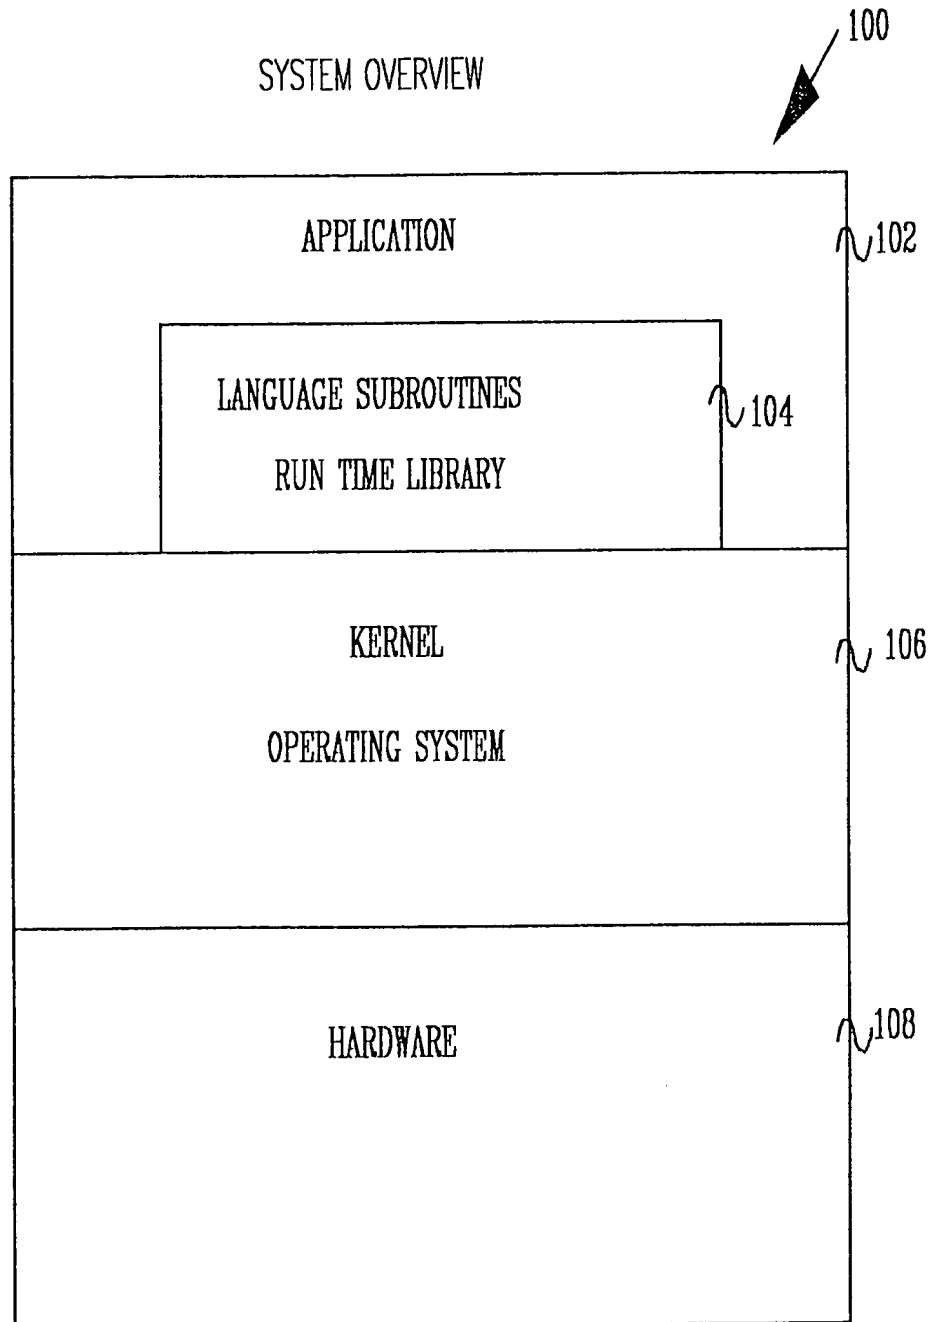 100
SYSTEM OVERVIEW
APPLICATION
102
LANGUAGE SUBROUTINES
104
RUN TIME LIBRARY
KERNEL
106
OPERATING SYSTEM
HARDWARE
108